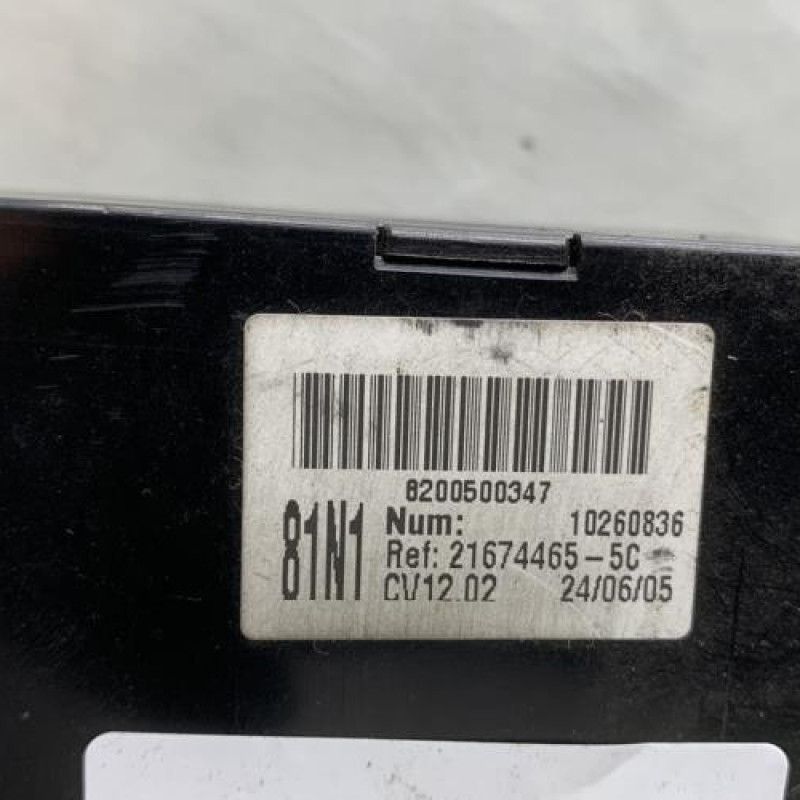 8200500347
81N1 Num: 10260836
Ref: 21674465-5C
CV12.02 24/06/05